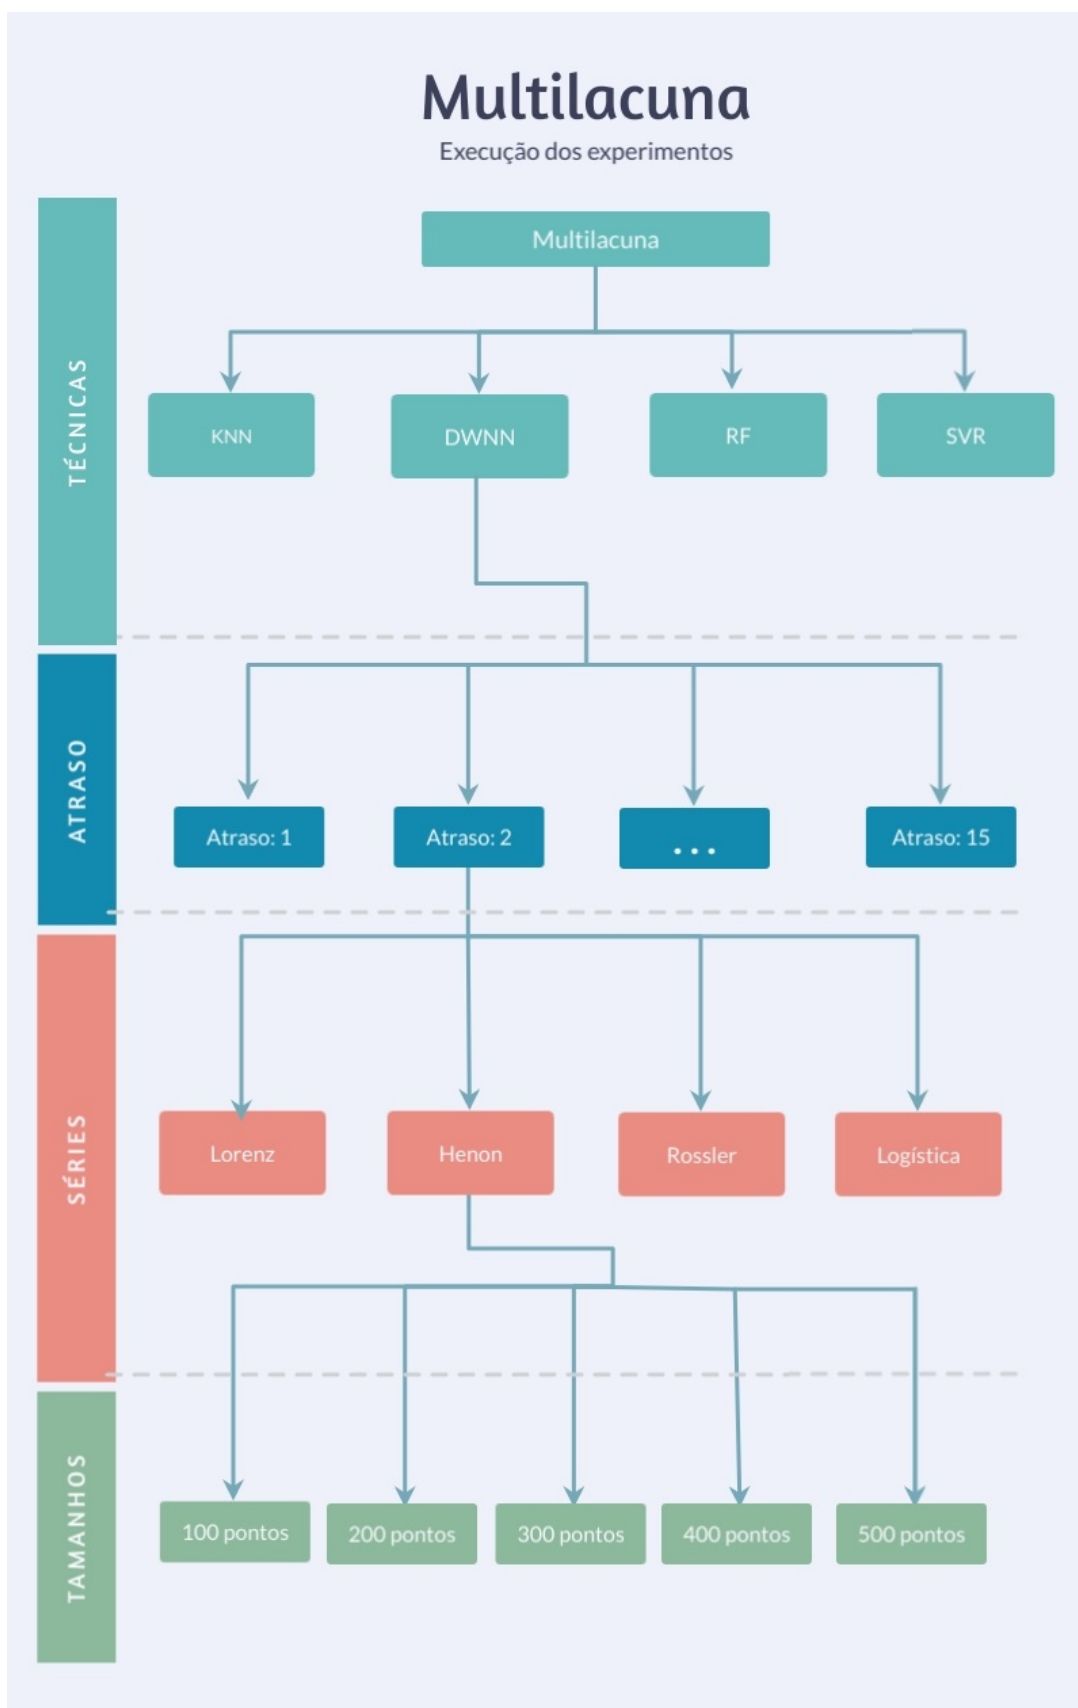 Multilacuna
Execução dos experimentos
TÉCNICAS
Multilacuna
KNN
DWNN
RF
SVR
ATRASO
Atraso: 1
Atraso: 2
...
Atraso: 15
SÉRIES
Lorenz
Henon
Rossler
Logística
TAMANHOS
100 pontos
200 pontos
300 pontos
400 pontos
500 pontos